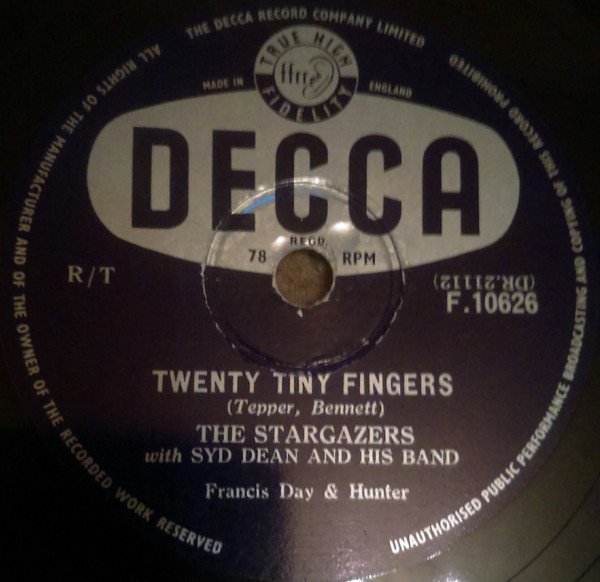 THE DECCA RECORD COMPANY LIMITED
ALL RIGHTS OF THE MANUFACTURER AND OF THE OWNER OF THE RECORDED WORK RESERVED
UNAUTHORISED PUBLIC PERFORMANCE BROADCASTING AND COPYING OF THIS RECORD PROHIBITED
TRUE HIGH
ffrr
FIDELITY
MADE IN ENGLAND
DECCA
REGD.
78 RPM
R/T
(DR.21112)
F.10626
TWENTY TINY FINGERS
(Tepper, Bennett)
THE STARGAZERS
with SYD DEAN AND HIS BAND
Francis Day & Hunter